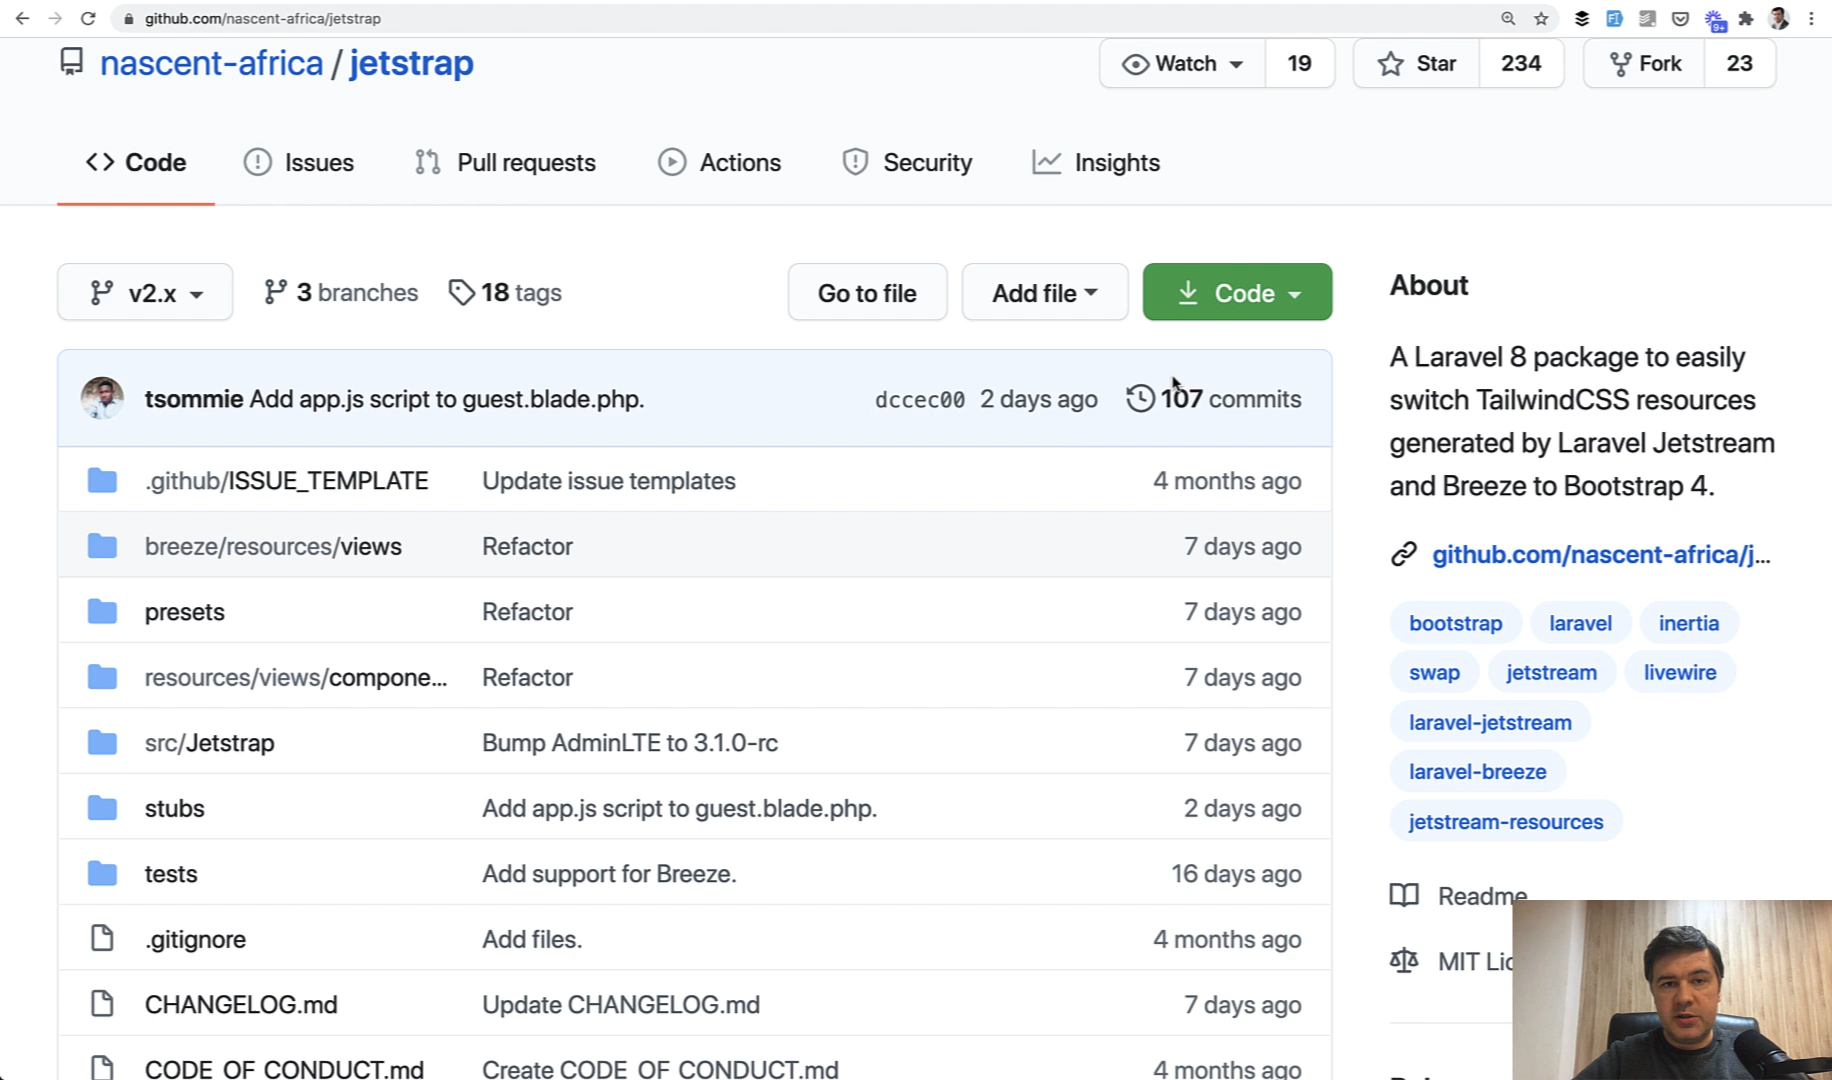 github.com/nascent-africa/jetstrap
9+
nascent-africa / jetstrap
Watch 19
Star 234
Fork 23
Code
Issues
Pull requests
Actions
Security
Insights
v2.x
3 branches
18 tags
Go to file
Add file
Code
tsommie Add app.js script to guest.blade.php. dccec00 2 days ago 107 commits
.github/ISSUE_TEMPLATE Update issue templates 4 months ago
breeze/resources/views Refactor 7 days ago
presets Refactor 7 days ago
resources/views/compone... Refactor 7 days ago
src/Jetstrap Bump AdminLTE to 3.1.0-rc 7 days ago
stubs Add app.js script to guest.blade.php. 2 days ago
tests Add support for Breeze. 16 days ago
.gitignore Add files. 4 months ago
CHANGELOG.md Update CHANGELOG.md 7 days ago
CODE_OF_CONDUCT.md Create CODE_OF_CONDUCT.md 4 months ago
About
A Laravel 8 package to easily
switch TailwindCSS resources
generated by Laravel Jetstream
and Breeze to Bootstrap 4.
github.com/nascent-africa/j...
bootstrap laravel inertia
swap jetstream livewire
laravel-jetstream
laravel-breeze
jetstream-resources
Readme
MIT Lic